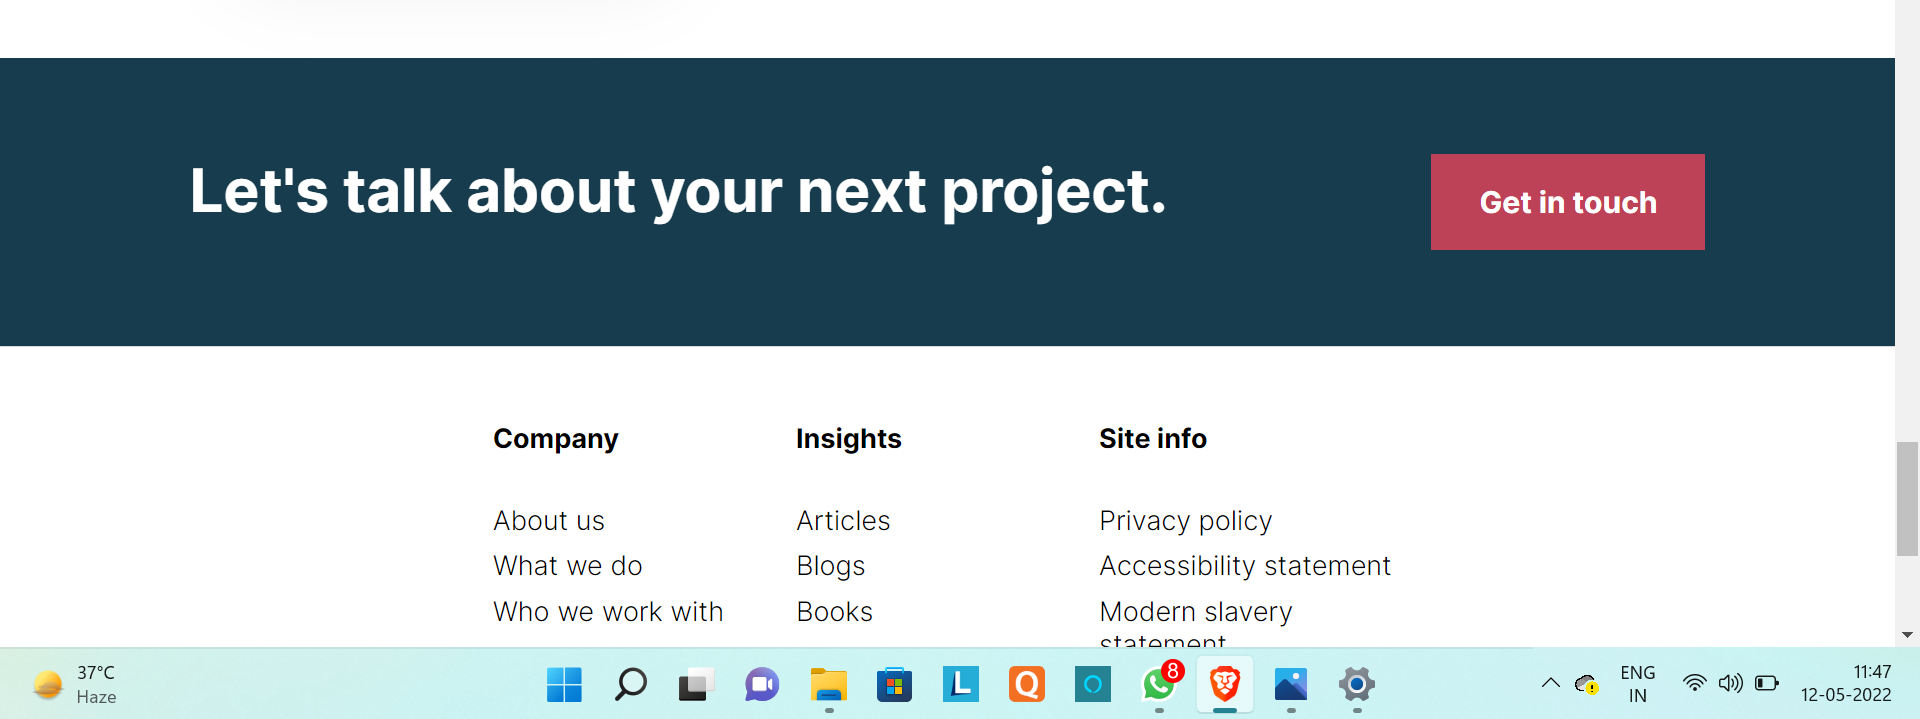 Let's talk about your next project.
Get in touch
Company
About us
What we do
Who we work with
Insights
Articles
Blogs
Books
Site info
Privacy policy
Accessibility statement
Modern slavery
statement
37°C
Haze
L
Q
8
ENG
IN
11:47
12-05-2022